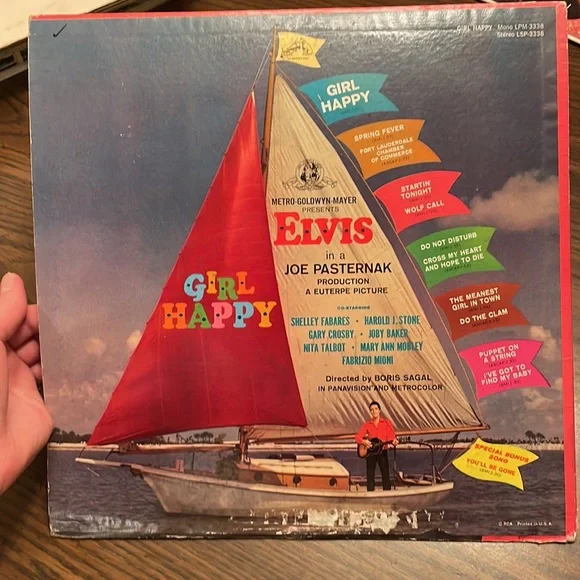 GIRL HAPPY Mono LPM-3338
Stereo LSP-3338
GIRL
HAPPY
SPRING FEVER
FORT LAUDERDALE
CHAMBER
OF COMMERCE
STARTIN'
TONIGHT
WOLF CALL
DO NOT DISTURB
CROSS MY HEART
AND HOPE TO DIE
THE MEANEST
GIRL IN TOWN
DO THE CLAM
PUPPET ON
A STRING
I'VE GOT TO
FIND MY BABY
SPECIAL BONUS
SONG
YOU'LL BE GONE
METRO-GOLDWYN-MAYER
PRESENTS
ELVIS
in a
JOE PASTERNAK
PRODUCTION
A EUTERPE PICTURE
CO-STARRING
SHELLEY FABARES • HAROLD J. STONE
GARY CROSBY • JOBY BAKER
NITA TALBOT • MARY ANN MOBLEY
FABRIZIO MIONI
Directed by BORIS SAGAL
IN PANAVISION AND METROCOLOR
GIRL
HAPPY
© RCA • Printed in U.S.A.